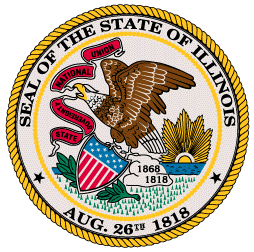 SEAL OF THE STATE OF ILLINOIS
NATIONAL
UNION
STATE
SOVEREIGNTY
1868
1818
AUG. 26TH 1818